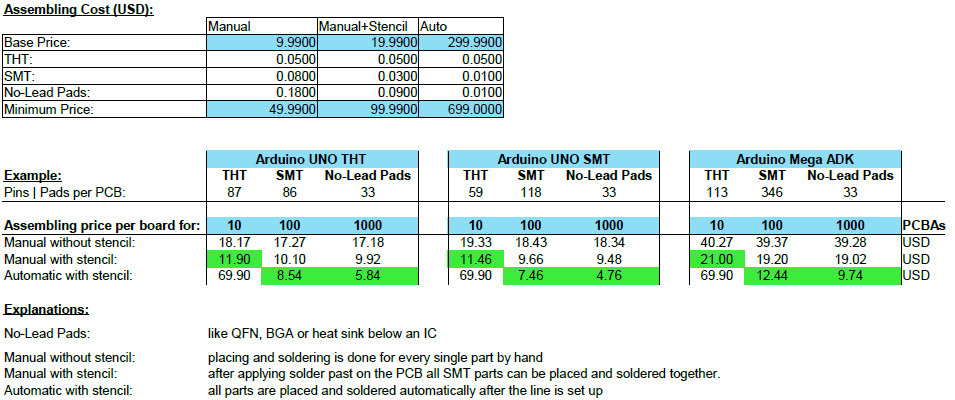 Assembling Cost (USD):
Manual Manual+Stencil Auto
Base Price: 9.9900 19.9900 299.9900
THT: 0.0500 0.0500 0.0500
SMT: 0.0800 0.0300 0.0100
No-Lead Pads: 0.1800 0.0900 0.0100
Minimum Price: 49.9900 99.9900 699.0000
Arduino UNO THT Arduino UNO SMT Arduino Mega ADK
Example: THT SMT No-Lead Pads THT SMT No-Lead Pads THT SMT No-Lead Pads
Pins | Pads per PCB: 87 86 33 59 118 33 113 346 33
Assembling price per board for: 10 100 1000 10 100 1000 10 100 1000 PCBAs
Manual without stencil: 18.17 17.27 17.18 19.33 18.43 18.34 40.27 39.37 39.28 USD
Manual with stencil: 11.90 10.10 9.92 11.46 9.66 9.48 21.00 19.20 19.02 USD
Automatic with stencil: 69.90 8.54 5.84 69.90 7.46 4.76 69.90 12.44 9.74 USD
Explanations:
No-Lead Pads: like QFN, BGA or heat sink below an IC
Manual without stencil: placing and soldering is done for every single part by hand
Manual with stencil: after applying solder past on the PCB all SMT parts can be placed and soldered together.
Automatic with stencil: all parts are placed and soldered automatically after the line is set up